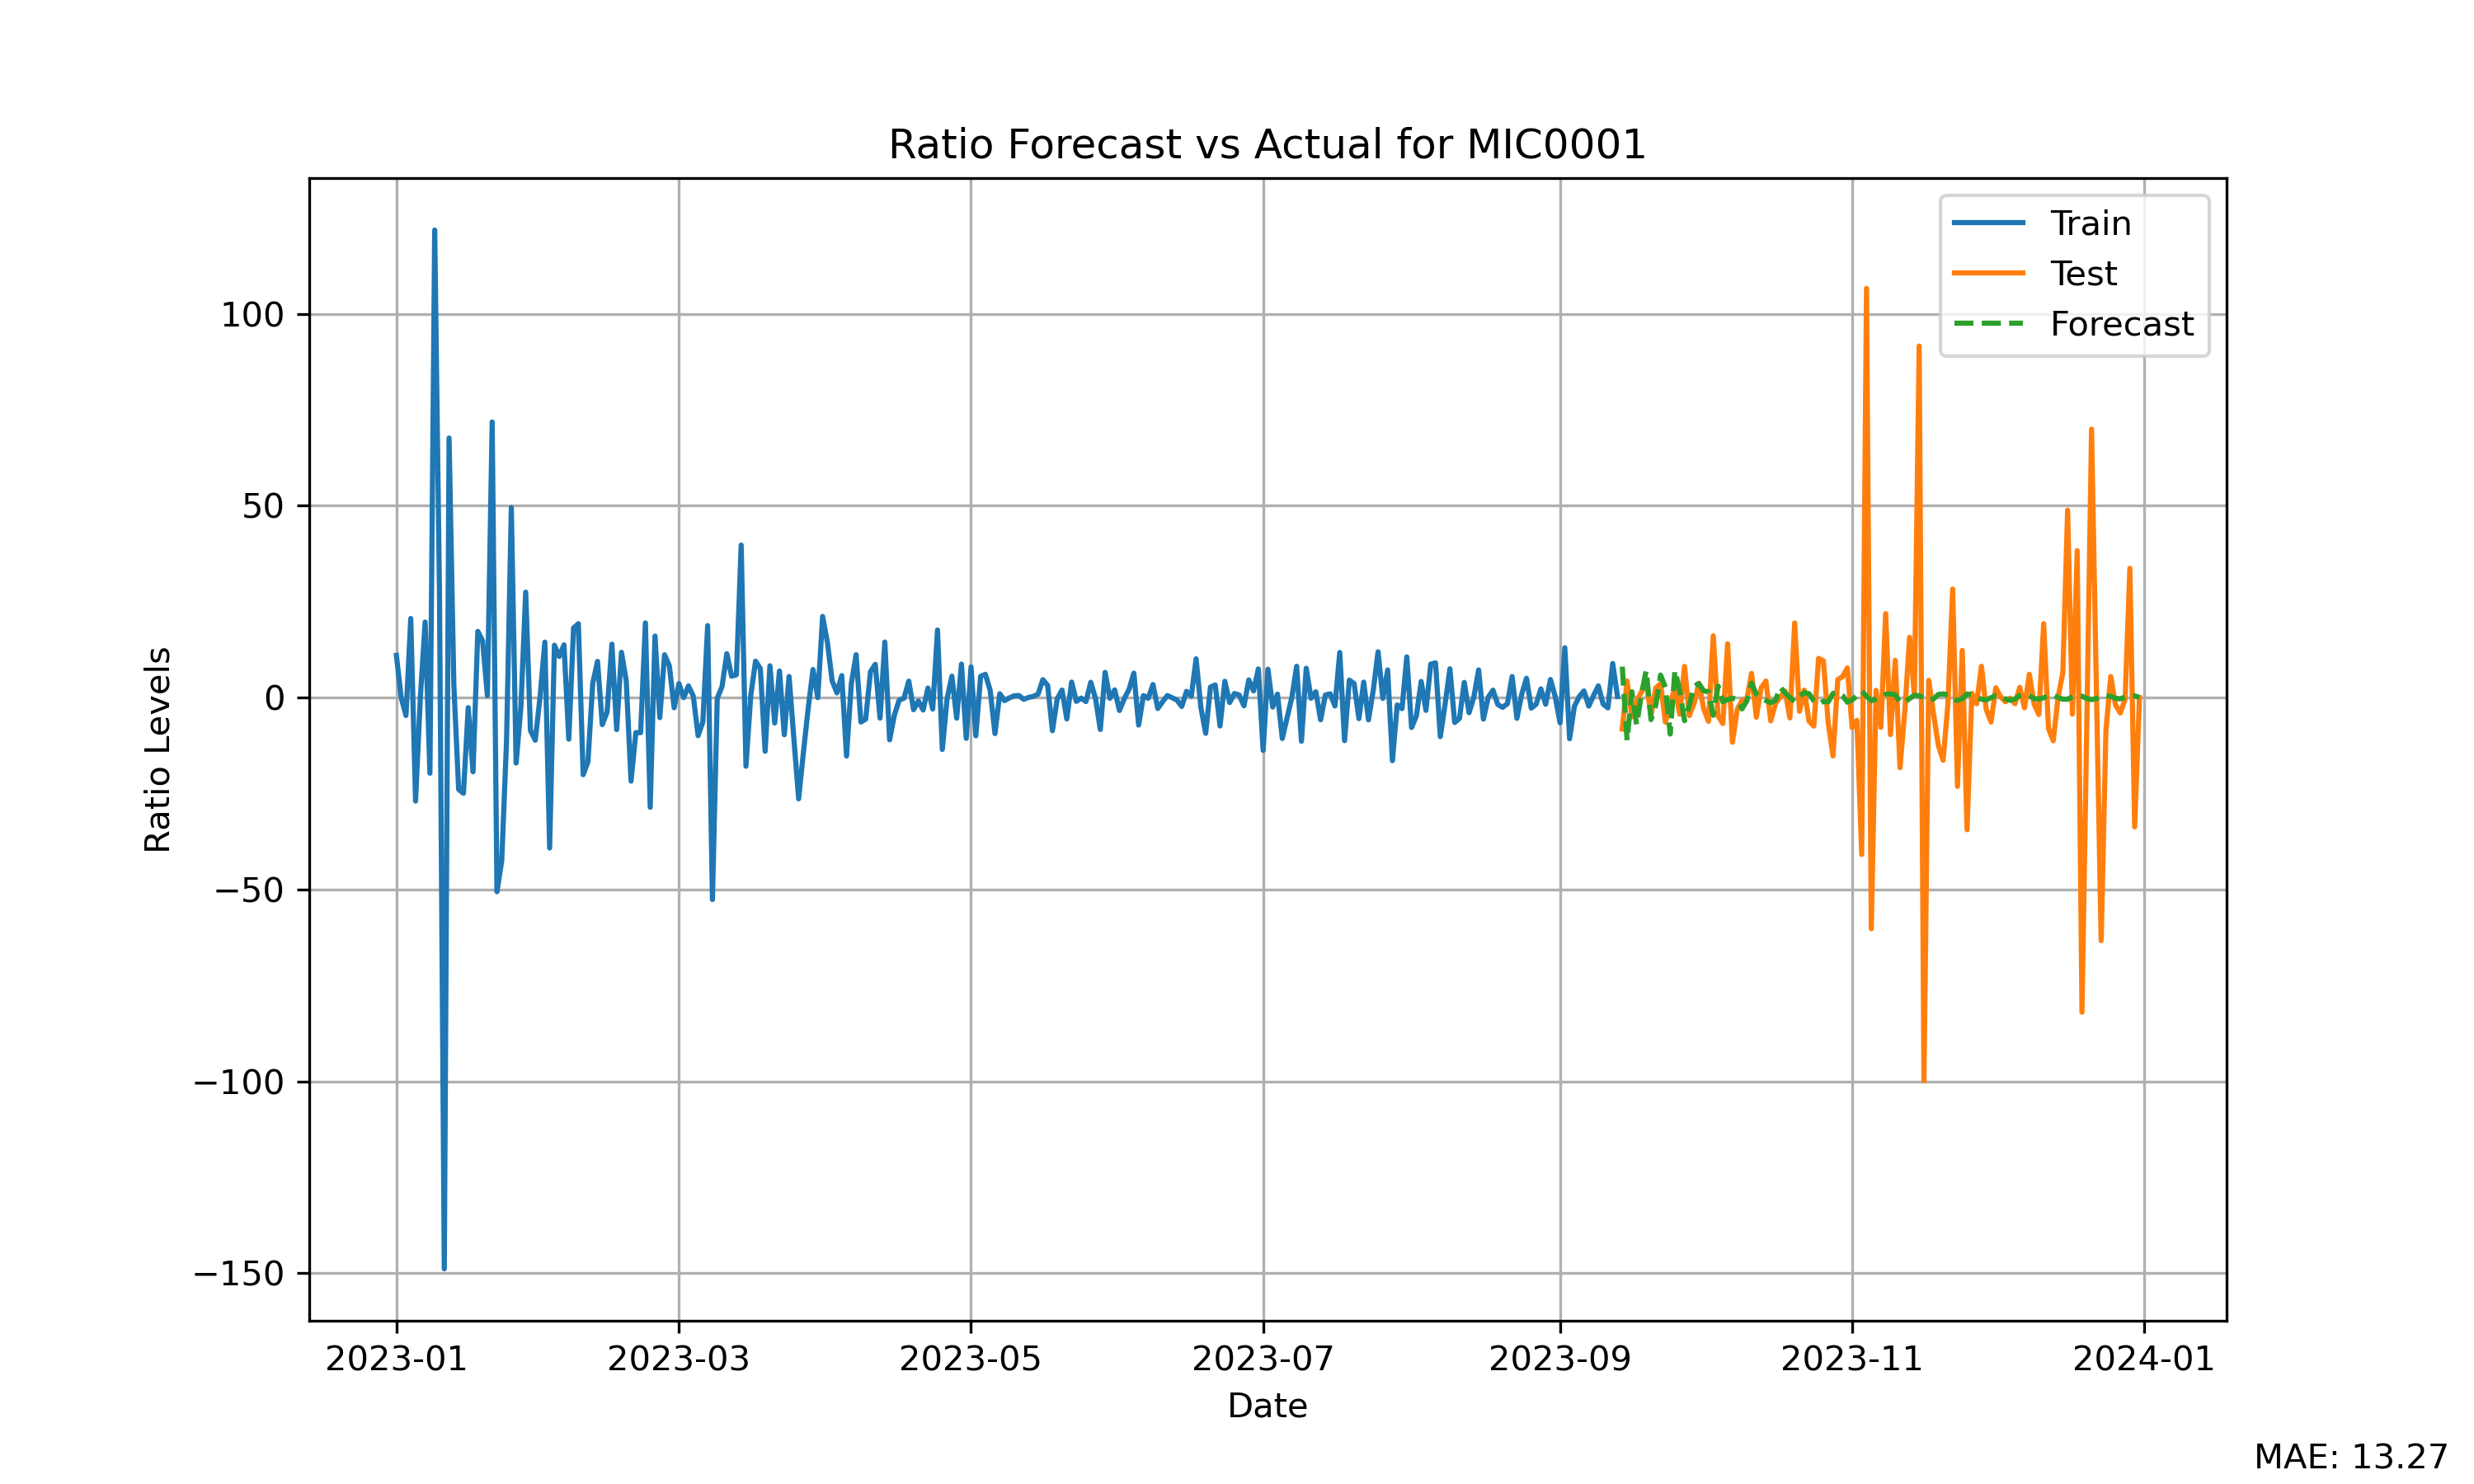 Ratio Forecast vs Actual for MIC0001
Train
Test
Forecast
Ratio Levels
100
50
0
−50
−100
−150
2023-01 2023-03 2023-05 2023-07 2023-09 2023-11 2024-01
Date
MAE: 13.27